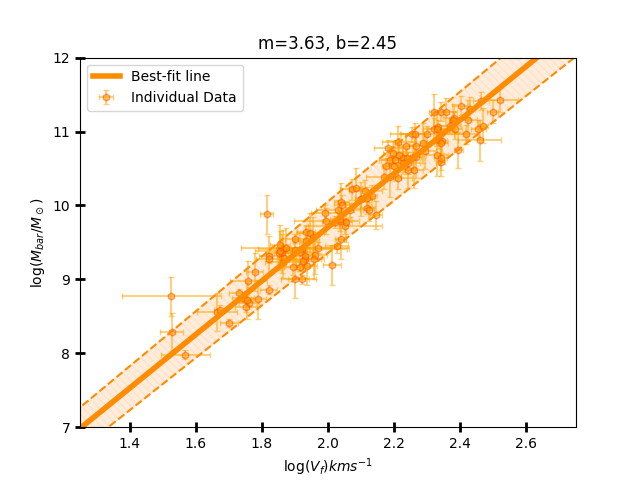 m=3.63, b=2.45
Best-fit line
Individual Data
12
11
10
9
8
7
log(M_bar/M_⊙)
1.4 1.6 1.8 2.0 2.2 2.4 2.6
log(V_f)kms^−1